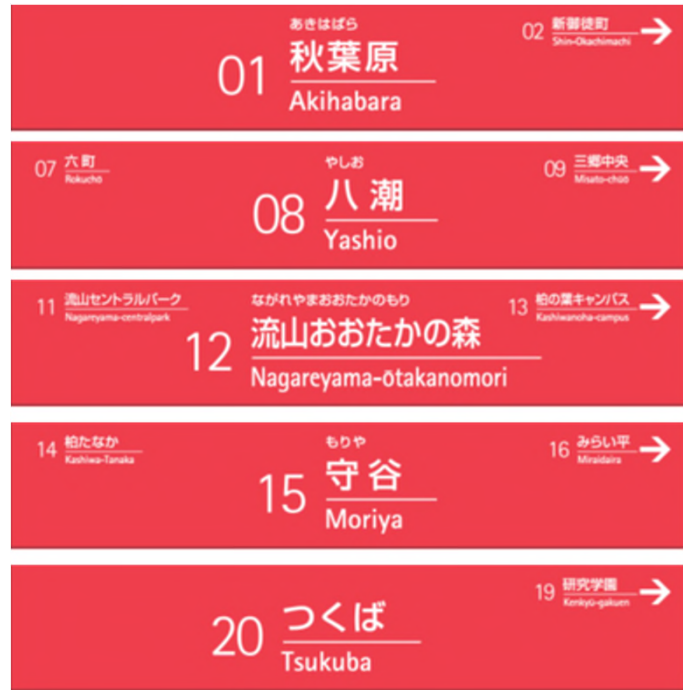 あきはばら
01 秋葉原
Akihabara
02 新御徒町
Shin-Okachimachi
07 六町
Rokuchō
やしお
08 八潮
Yashio
09 三郷中央
Misato-chūō
11 流山セントラルパーク
Nagareyama-centralpark
ながれやまおおたかのもり
12 流山おおたかの森
Nagareyama-ōtakanomori
13 柏の葉キャンパス
Kashiwanoha-campus
14 柏たなか
Kashiwa-Tanaka
もりや
15 守谷
Moriya
16 みらい平
Miraidaira
20 つくば
Tsukuba
19 研究学園
Kenkyū-gakuen